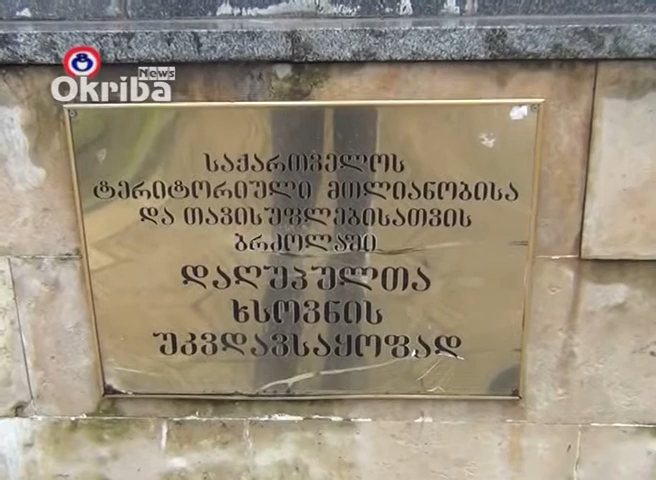 Okriba News
საქართველოს
ტერიტორიული მთლიანობისა
და თავისუფლებისათვის
ბრძოლაში
დაღუპულთა
ხსოვნის
უკვდავსაყოფად